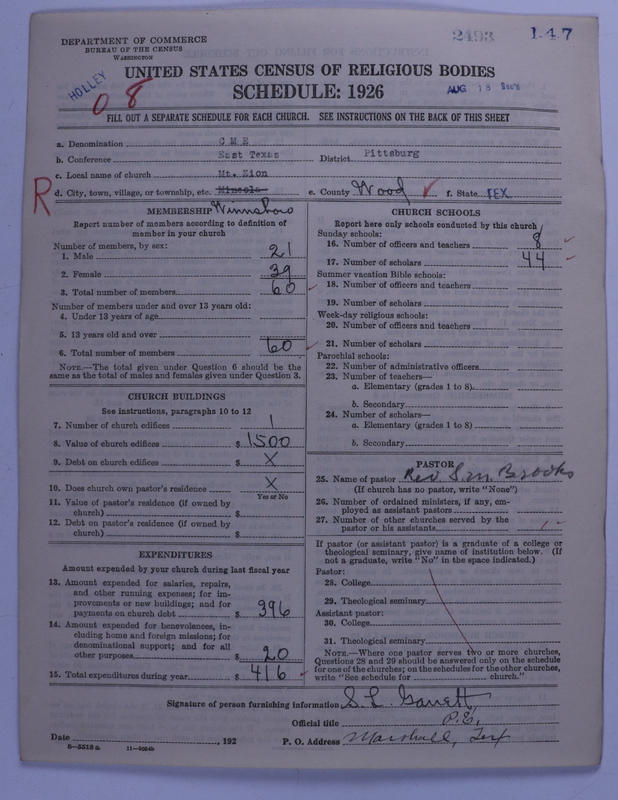 2493
147
DEPARTMENT OF COMMERCE
BUREAU OF THE CENSUS
WASHINGTON
HOLLEY
08
UNITED STATES CENSUS OF RELIGIOUS BODIES
SCHEDULE: 1926
AUG 18
FILL OUT A SEPARATE SCHEDULE FOR EACH CHURCH. SEE INSTRUCTIONS ON THE BACK OF THIS SHEET
a. Denomination C M E
b. Conference East Texas District Pittsburg
c. Local name of church Mt. Zion
R d. City, town, village, or township, etc. Mineola e. County Wood f. State TEX
Winnsboro
MEMBERSHIP
Report number of members according to definition of
member in your church
Number of members, by sex:
1. Male 21
2. Female 39
3. Total number of members 60
Number of members under and over 13 years old:
4. Under 13 years of age
5. 13 years old and over
6. Total number of members 60
NOTE.—The total given under Question 6 should be the
same as the total of males and females given under Question 3.
CHURCH BUILDINGS
See instructions, paragraphs 10 to 12
7. Number of church edifices 1
8. Value of church edifices $ 1500
9. Debt on church edifices $ X
10. Does church own pastor's residence X
Yes or No
11. Value of pastor's residence (if owned by
church) $
12. Debt on pastor's residence (if owned by
church) $
EXPENDITURES
Amount expended by your church during last fiscal year
13. Amount expended for salaries, repairs,
and other running expenses; for im-
provements or new buildings; and for
payments on church debt $ 396
14. Amount expended for benevolences, in-
cluding home and foreign missions; for
denominational support; and for all
other purposes $ 20
15. Total expenditures during year $ 416
CHURCH SCHOOLS
Report here only schools conducted by this church
Sunday schools:
16. Number of officers and teachers 8
17. Number of scholars 44
Summer vacation Bible schools:
18. Number of officers and teachers
19. Number of scholars
Week-day religious schools:
20. Number of officers and teachers
21. Number of scholars
Parochial schools:
22. Number of administrative officers
23. Number of teachers—
a. Elementary (grades 1 to 8)
b. Secondary
24. Number of scholars—
a. Elementary (grades 1 to 8)
b. Secondary
PASTOR
25. Name of pastor Rev. S. M. Brooks
(If church has no pastor, write "None")
26. Number of ordained ministers, if any, em-
ployed as assistant pastors
27. Number of other churches served by the
pastor or his assistants 1
If pastor (or assistant pastor) is a graduate of a college or
theological seminary, give name of institution below. (If
not a graduate, write "No" in the space indicated.)
Pastor:
28. College
29. Theological seminary
Assistant pastor:
30. College
31. Theological seminary
NOTE.—Where one pastor serves two or more churches,
Questions 28 and 29 should be answered only on the schedule
for one of the churches; on the schedules for the other churches,
write "See schedule for church."
Signature of person furnishing information S. L. Garrett
Official title P. E.
Date , 192 P. O. Address Marshall, Tex
8—5518 a 11—9024b